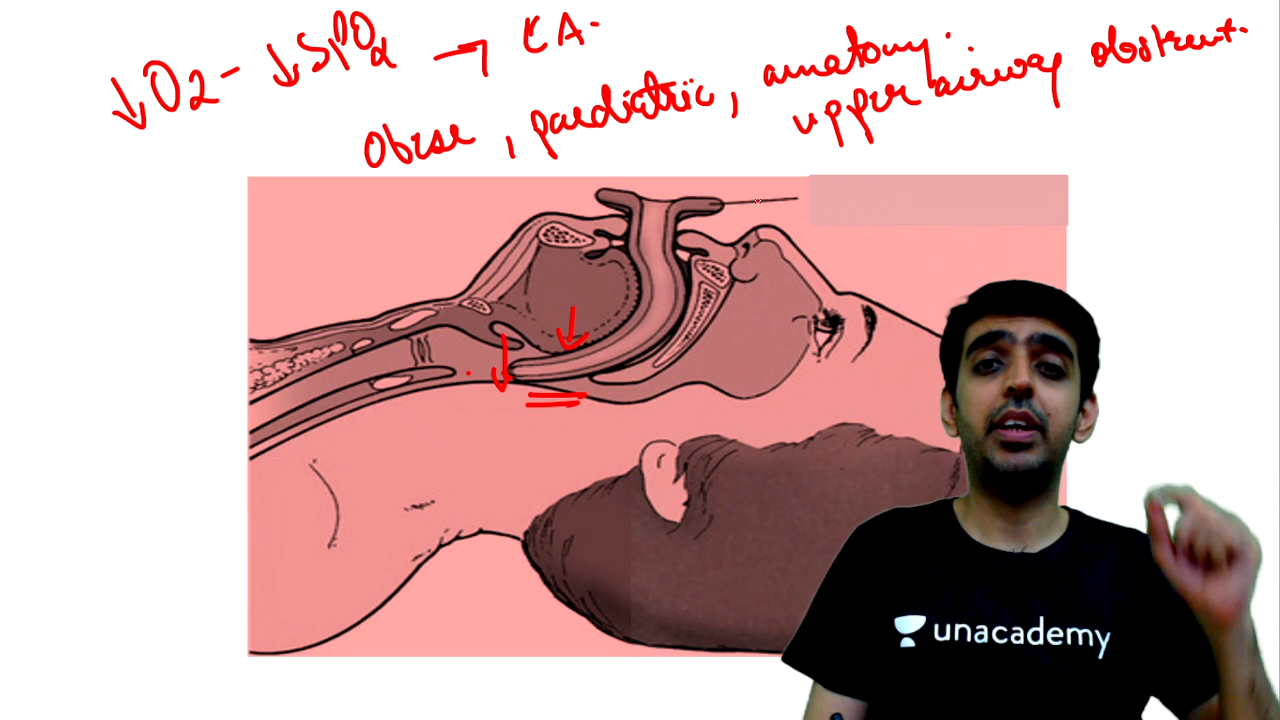 ↓O2 - ↓SPO2 → CA.
Obese, paediatric, anatomy.
upper airway obstruct.
unacademy